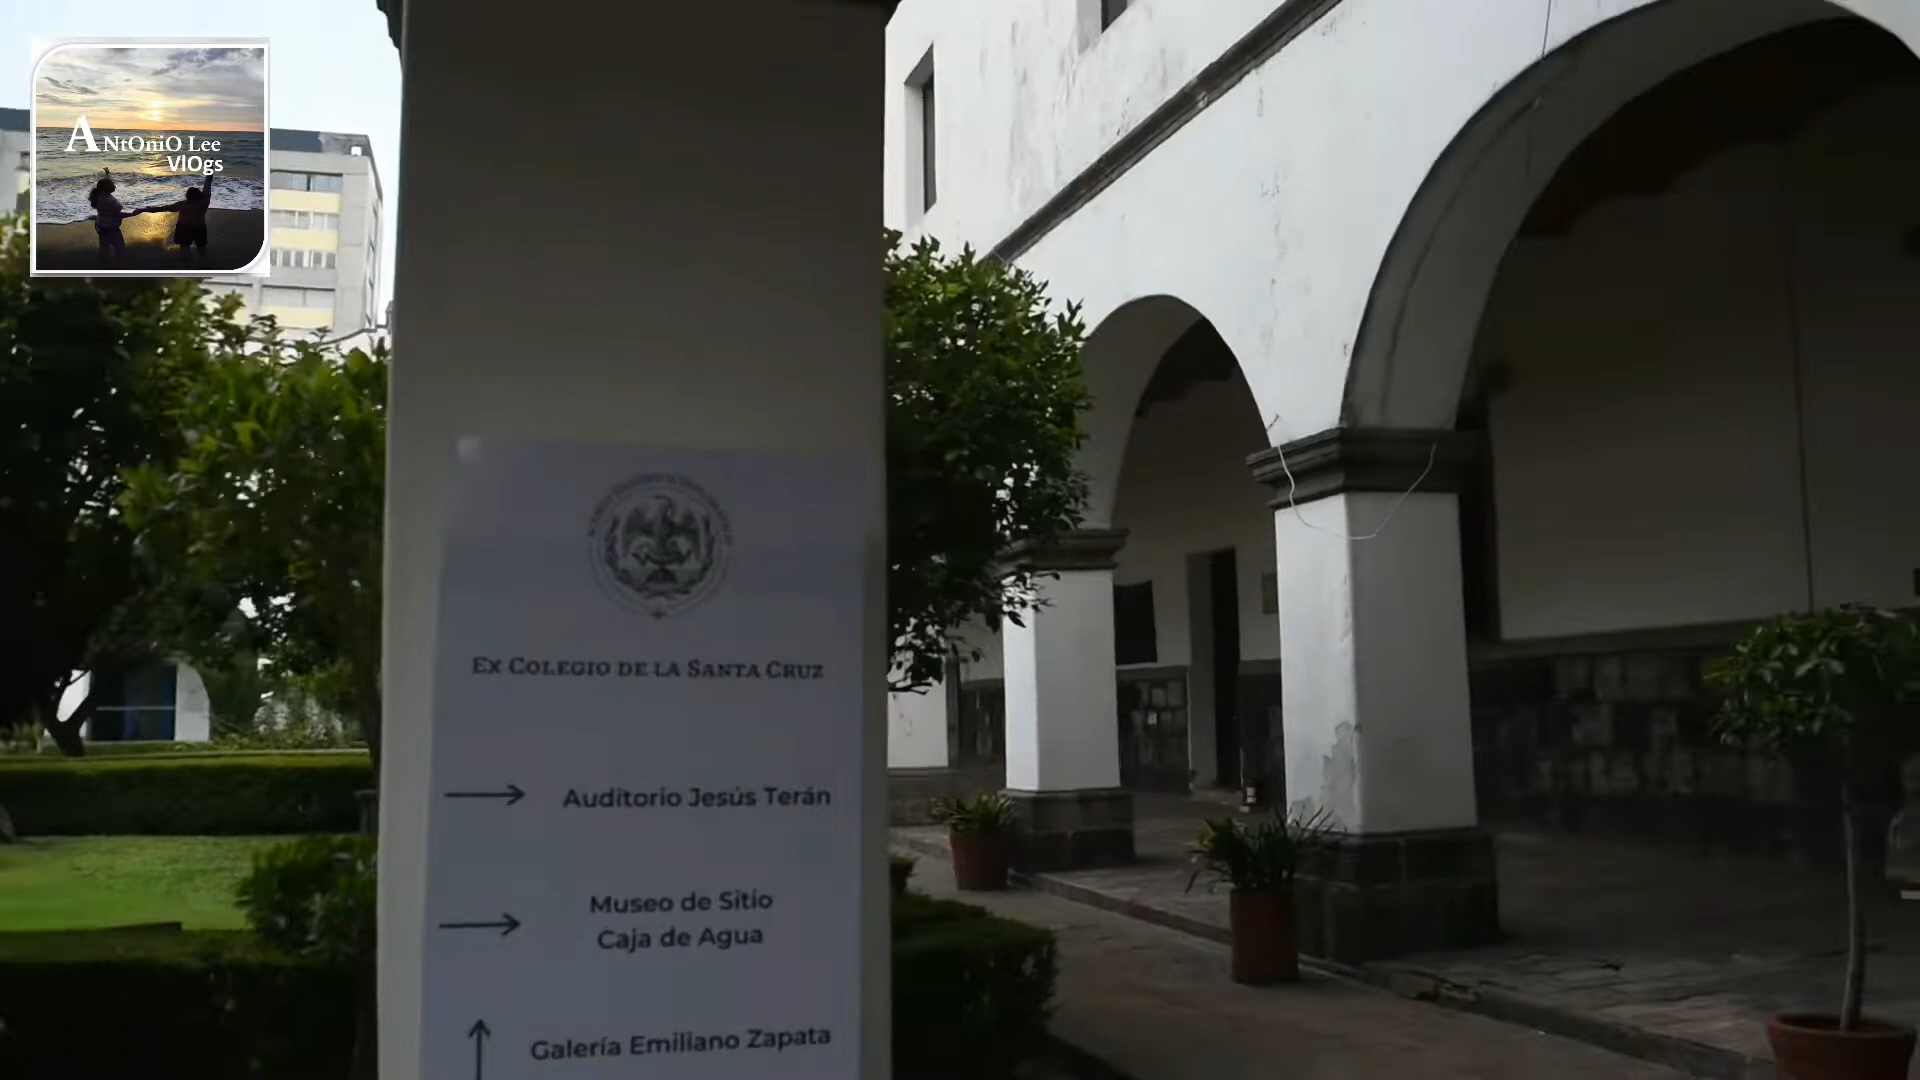 ANtOniO Lee
VlOgs
EX COLEGIO DE LA SANTA CRUZ
Auditorio Jesús Terán
Museo de Sitio
Caja de Agua
Galería Emiliano Zapata